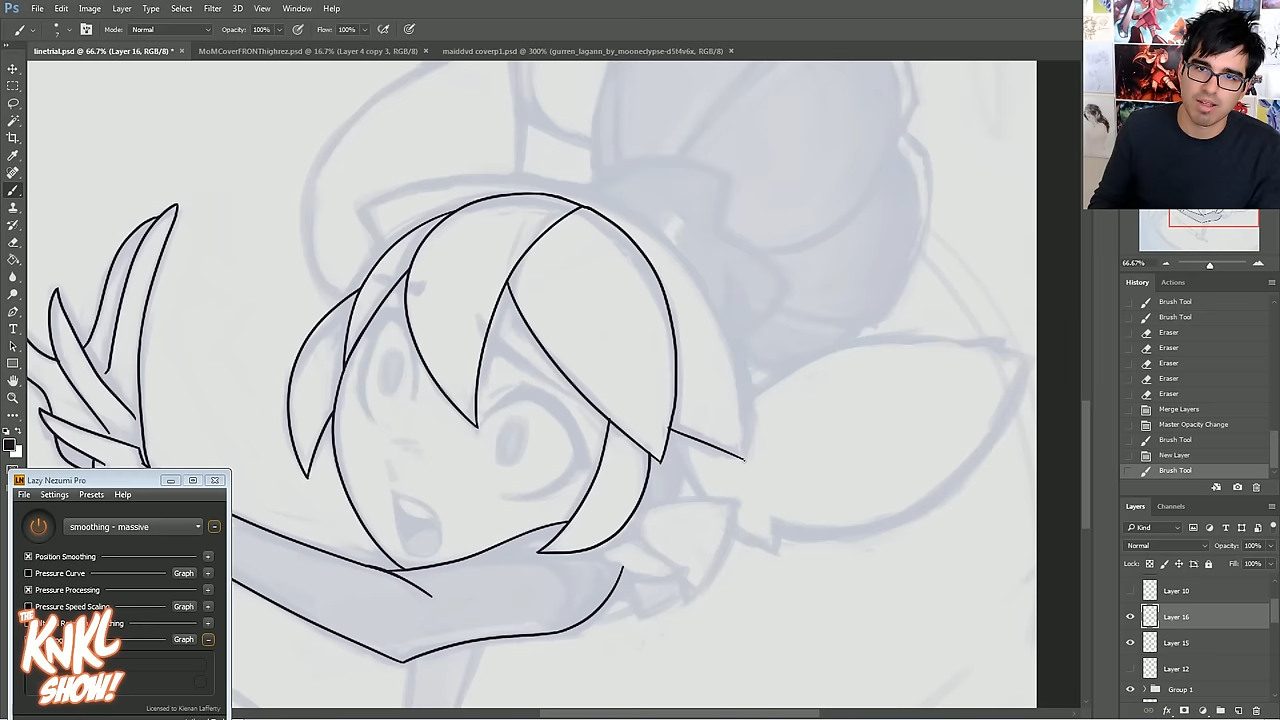 Ps File Edit Image Layer Type Select Filter 3D View Window Help
Mode: Normal Opacity: 100% Flow: 100%
linetrial.psd @ 66.7% (Layer 16, RGB/8) * × MoMCoverFRONThighrez.psd @ 16.7% (Layer 4 copy 3, RGB/8) × maiddvd coverp1.psd @ 300% (gurren_lagann_by_mooneclypse-d5t4v6x, RGB/8) ×
66.67%
History Actions
Brush Tool
Brush Tool
Eraser
Eraser
Eraser
Eraser
Eraser
Merge Layers
Master Opacity Change
Brush Tool
New Layer
Brush Tool
Layers Channels
Kind
Normal Opacity: 100%
Lock: Fill: 100%
Layer 10
Layer 16
Layer 15
Layer 12
Group 1
fx
Lazy Nezumi Pro
File Settings Presets Help
smoothing - massive
Position Smoothing
Pressure Curve Graph
Pressure Processing
Pressure Speed Scaling Graph
Graph
THE
KNKL
SHOW!
Licensed to Kienan Lafferty